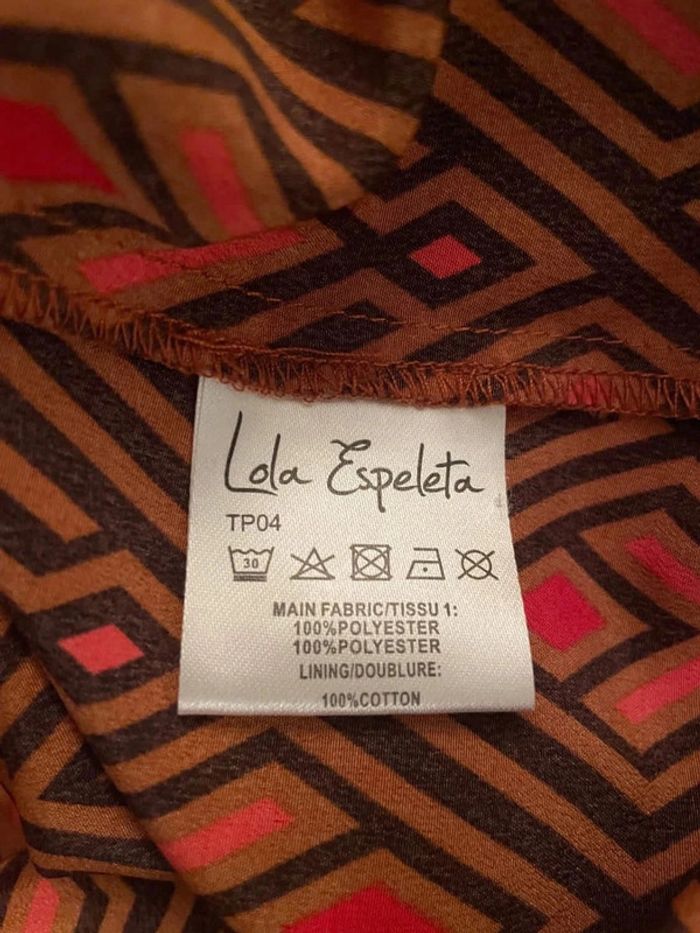 Lola Espeleta
TP04
30
MAIN FABRIC/TISSU 1:
100%POLYESTER
100%POLYESTER
LINING/DOUBLURE:
100%COTTON